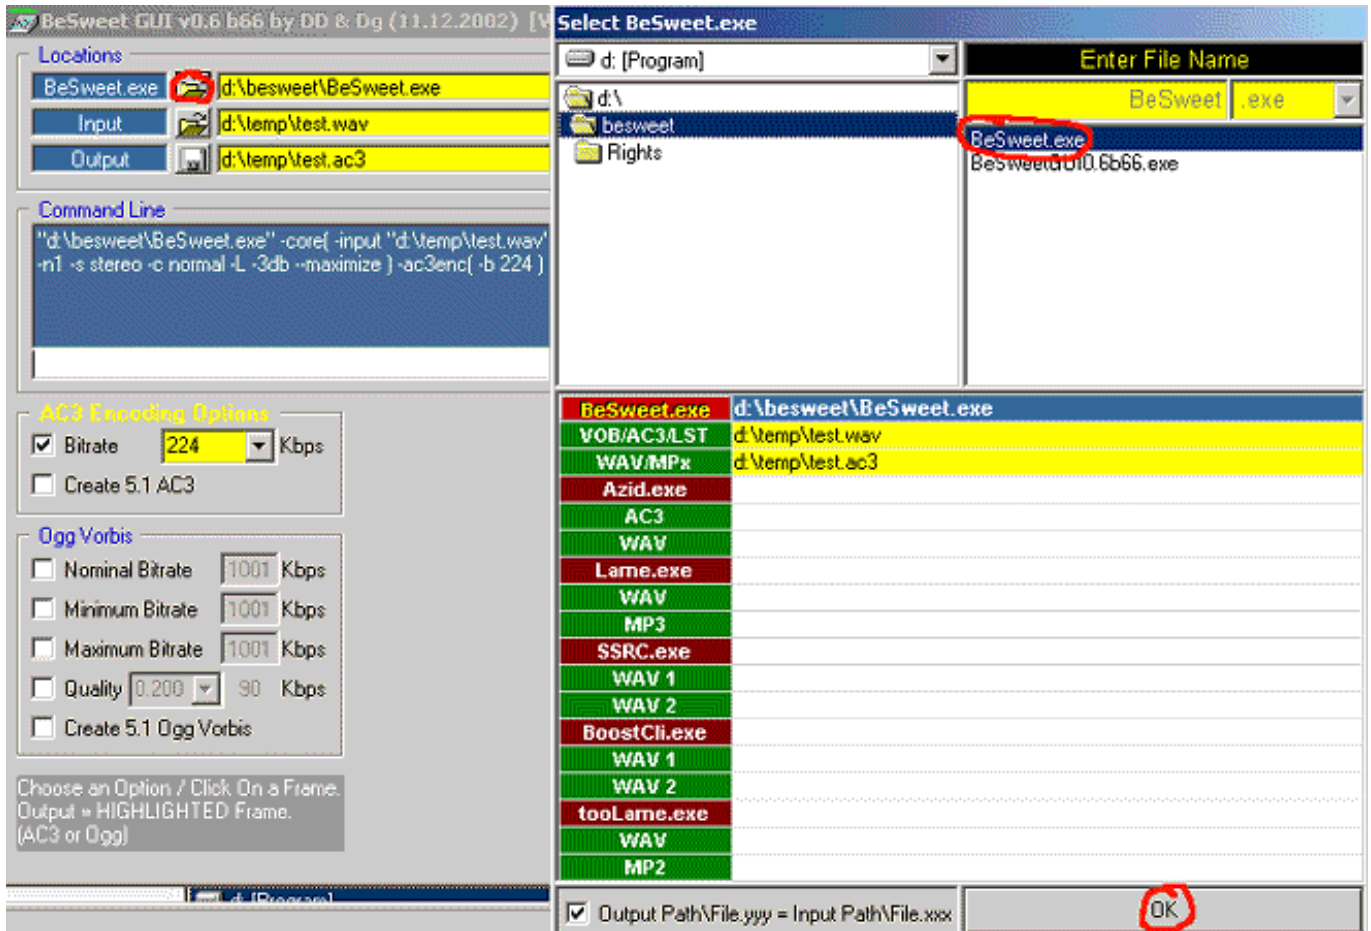 BeSweet GUI v0.6 b66 by DD & Dg (11.12.2002) [V
Locations
BeSweet.exe d:\besweet\BeSweet.exe
Input d:\temp\test.wav
Output d:\temp\test.ac3
Command Line
"d:\besweet\BeSweet.exe" -core( -input "d:\temp\test.wav"
-n1 -s stereo -c normal -L -3db --maximize ) -ac3enc( -b 224 )
AC3 Encoding Options
Bitrate 224 Kbps
Create 5.1 AC3
Ogg Vorbis
Nominal Bitrate 1001 Kbps
Minimum Bitrate 1001 Kbps
Maximum Bitrate 1001 Kbps
Quality 0.200 90 Kbps
Create 5.1 Ogg Vorbis
Choose an Option / Click On a Frame.
Output = HIGHLIGHTED Frame.
(AC3 or Ogg)
d: [Program]
Select BeSweet.exe
d: [Program]
Enter File Name
BeSweet .exe
d:\
besweet
Rights
BeSweet.exe
BeSweetGUI0.6b66.exe
BeSweet.exe d:\besweet\BeSweet.exe
VOB/AC3/LST d:\temp\test.wav
WAV/MPx d:\temp\test.ac3
Azid.exe
AC3
WAV
Lame.exe
WAV
MP3
SSRC.exe
WAV 1
WAV 2
BoostCli.exe
WAV 1
WAV 2
tooLame.exe
WAV
MP2
Output Path\File.yyy = Input Path\File.xxx
OK